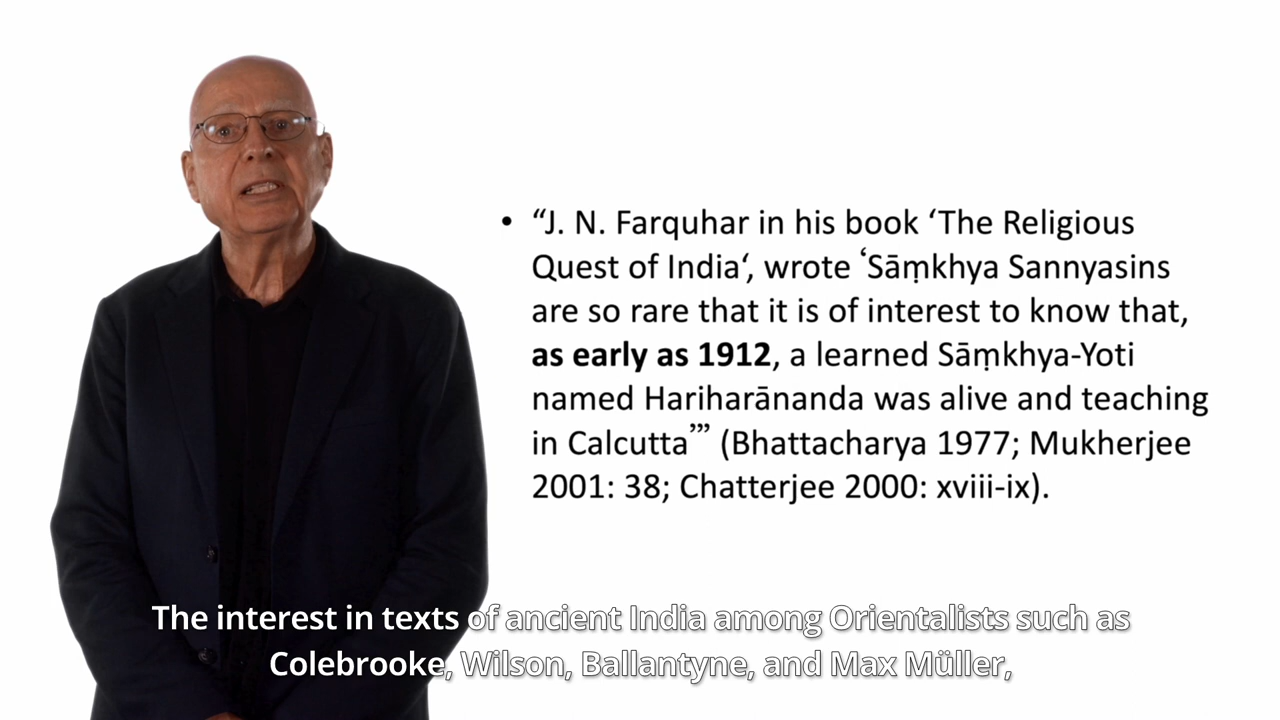 • “J. N. Farquhar in his book ‘The Religious
Quest of India‘, wrote ‘Sāṃkhya Sannyasins
are so rare that it is of interest to know that,
as early as 1912, a learned Sāṃkhya-Yoti
named Hariharānanda was alive and teaching
in Calcutta’” (Bhattacharya 1977; Mukherjee
2001: 38; Chatterjee 2000: xviii-ix).
The interest in texts of ancient India among Orientalists such as
Colebrooke, Wilson, Ballantyne, and Max Müller,